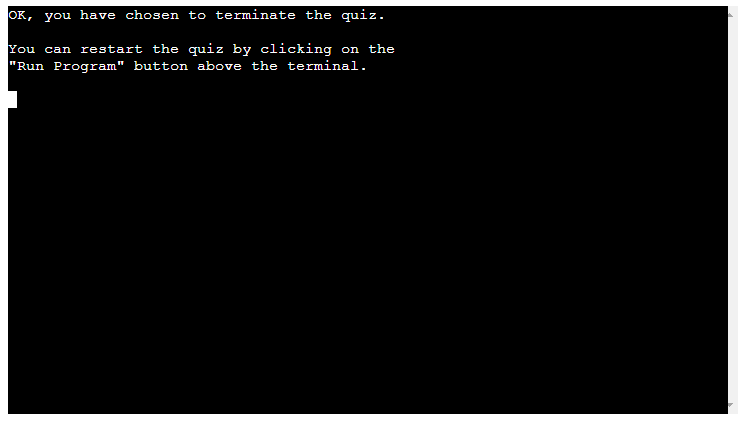 OK, you have chosen to terminate the quiz.
You can restart the quiz by clicking on the
"Run Program" button above the terminal.